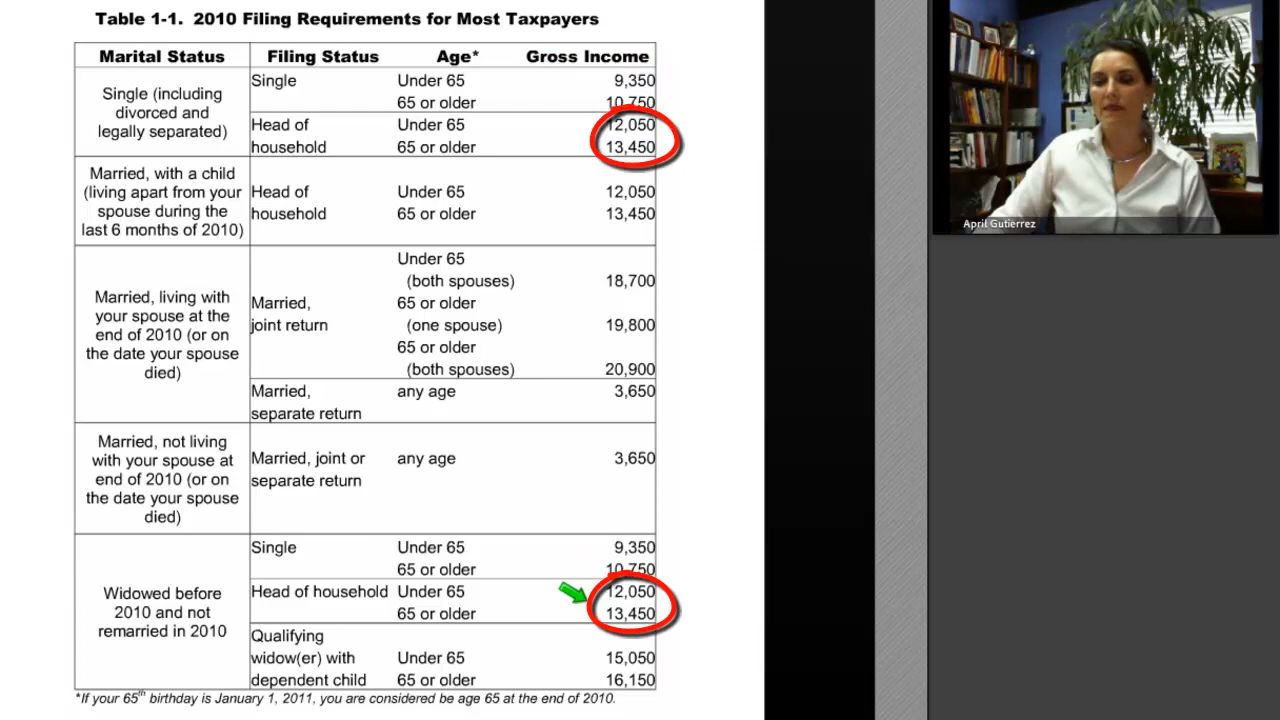 Table 1-1. 2010 Filing Requirements for Most Taxpayers
Marital Status Filing Status Age* Gross Income
Single (including
divorced and
legally separated)
Single Under 65 9,350
65 or older 10,750
Head of Under 65 12,050
household 65 or older 13,450
Married, with a child
(living apart from your
spouse during the
last 6 months of 2010)
Head of Under 65 12,050
household 65 or older 13,450
Married, living with
your spouse at the
end of 2010 (or on
the date your spouse
died)
Under 65
(both spouses) 18,700
Married, 65 or older
joint return (one spouse) 19,800
65 or older
(both spouses) 20,900
Married, any age 3,650
separate return
Married, not living
with your spouse at
end of 2010 (or on
the date your spouse
died)
Married, joint or any age 3,650
separate return
Widowed before
2010 and not
remarried in 2010
Single Under 65 9,350
65 or older 10,750
Head of household Under 65 12,050
65 or older 13,450
Qualifying
widow(er) with Under 65 15,050
dependent child 65 or older 16,150
*If your 65th birthday is January 1, 2011, you are considered be age 65 at the end of 2010.
April Gutierrez